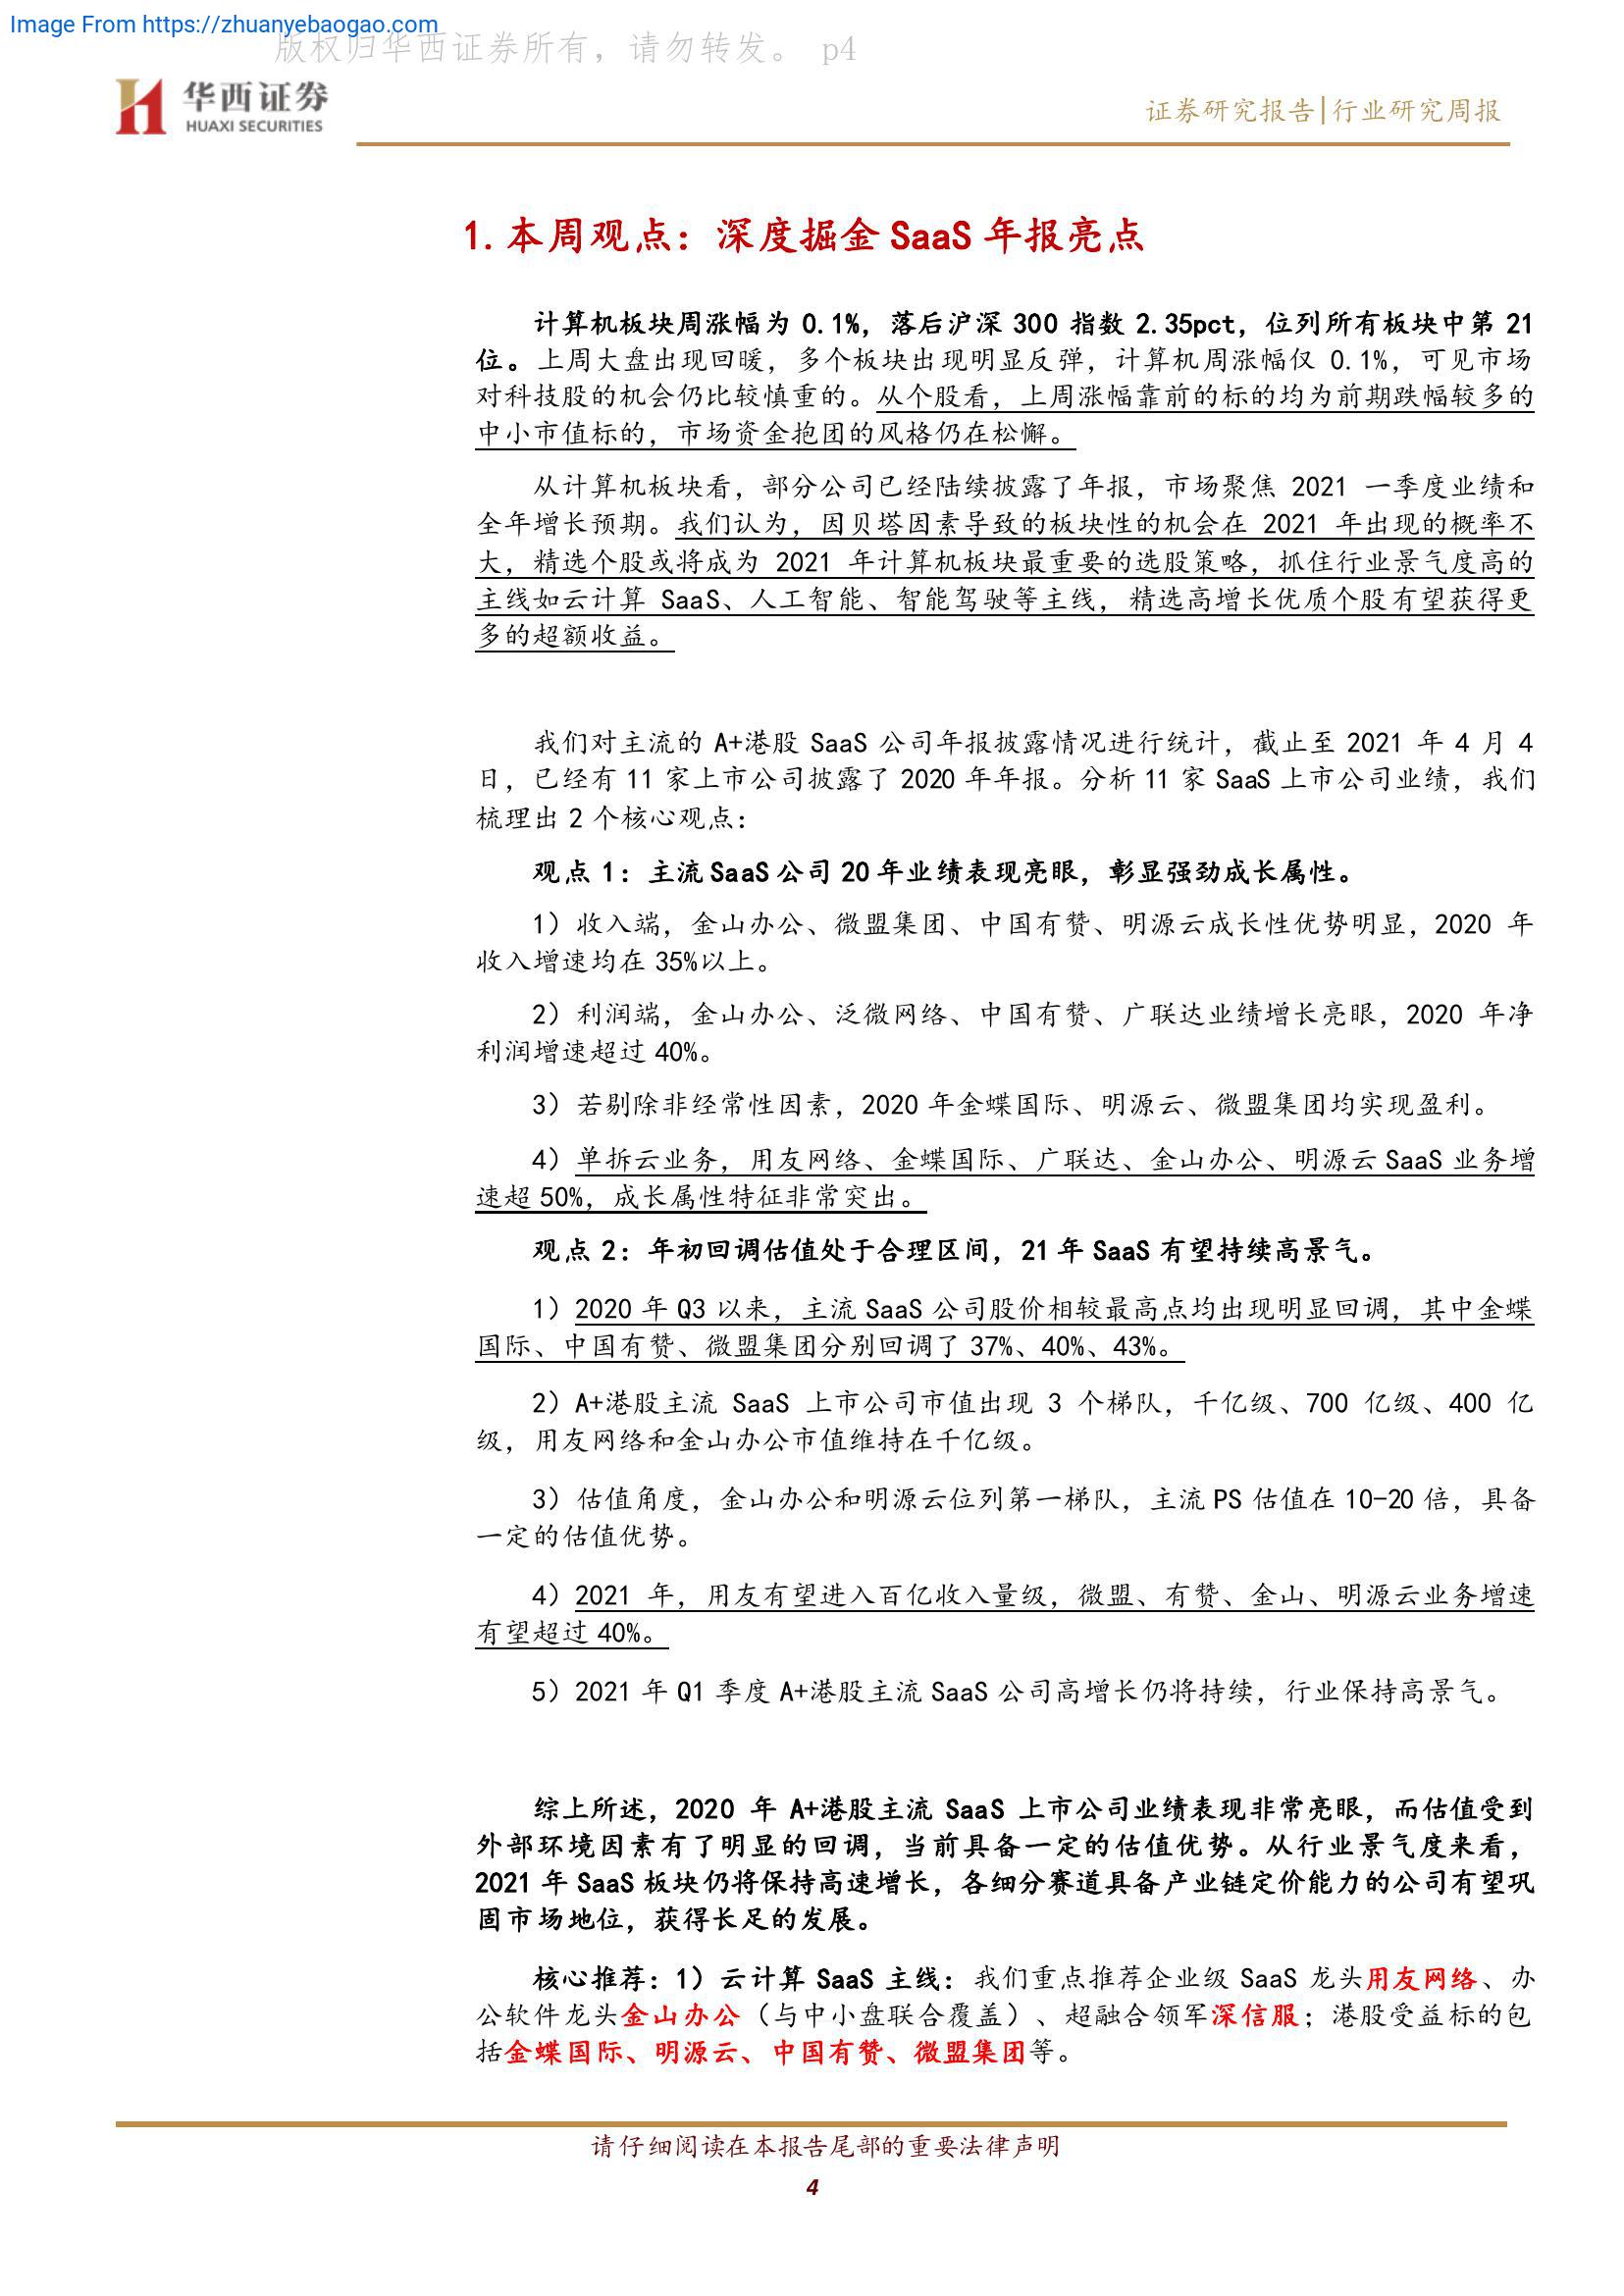 Image From https://zhuanyebaogao.com
版权归华西证券所有，请勿转发。 p4
华西证券
HUAXI SECURITIES
证券研究报告|行业研究周报
1.本周观点：深度掘金 SaaS 年报亮点
计算机板块周涨幅为 0.1%，落后沪深 300 指数 2.35pct，位列所有板块中第 21
位。上周大盘出现回暖，多个板块出现明显反弹，计算机周涨幅仅 0.1%，可见市场
对科技股的机会仍比较慎重的。从个股看，上周涨幅靠前的标的均为前期跌幅较多的
中小市值标的，市场资金抱团的风格仍在松懈。
从计算机板块看，部分公司已经陆续披露了年报，市场聚焦 2021 一季度业绩和
全年增长预期。我们认为，因贝塔因素导致的板块性的机会在 2021 年出现的概率不
大，精选个股或将成为 2021 年计算机板块最重要的选股策略，抓住行业景气度高的
主线如云计算 SaaS、人工智能、智能驾驶等主线，精选高增长优质个股有望获得更
多的超额收益。
我们对主流的 A+港股 SaaS 公司年报披露情况进行统计，截止至 2021 年 4 月 4
日，已经有 11 家上市公司披露了 2020 年年报。分析 11 家 SaaS 上市公司业绩，我们
梳理出 2 个核心观点：
观点 1：主流 SaaS 公司 20 年业绩表现亮眼，彰显强劲成长属性。
1）收入端，金山办公、微盟集团、中国有赞、明源云成长性优势明显，2020 年
收入增速均在 35%以上。
2）利润端，金山办公、泛微网络、中国有赞、广联达业绩增长亮眼，2020 年净
利润增速超过 40%。
3）若剔除非经常性因素，2020 年金蝶国际、明源云、微盟集团均实现盈利。
4）单拆云业务，用友网络、金蝶国际、广联达、金山办公、明源云 SaaS 业务增
速超 50%，成长属性特征非常突出。
观点 2：年初回调估值处于合理区间，21 年 SaaS 有望持续高景气。
1）2020 年 Q3 以来，主流 SaaS 公司股价相较最高点均出现明显回调，其中金蝶
国际、中国有赞、微盟集团分别回调了 37%、40%、43%。
2）A+港股主流 SaaS 上市公司市值出现 3 个梯队，千亿级、700 亿级、400 亿
级，用友网络和金山办公市值维持在千亿级。
3）估值角度，金山办公和明源云位列第一梯队，主流 PS 估值在 10-20 倍，具备
一定的估值优势。
4）2021 年，用友有望进入百亿收入量级，微盟、有赞、金山、明源云业务增速
有望超过 40%。
5）2021 年 Q1 季度 A+港股主流 SaaS 公司高增长仍将持续，行业保持高景气。
综上所述，2020 年 A+港股主流 SaaS 上市公司业绩表现非常亮眼，而估值受到
外部环境因素有了明显的回调，当前具备一定的估值优势。从行业景气度来看，
2021 年 SaaS 板块仍将保持高速增长，各细分赛道具备产业链定价能力的公司有望巩
固市场地位，获得长足的发展。
核心推荐：1）云计算 SaaS 主线：我们重点推荐企业级 SaaS 龙头用友网络、办
公软件龙头金山办公（与中小盘联合覆盖）、超融合领军深信服；港股受益标的包
括金蝶国际、明源云、中国有赞、微盟集团等。
请仔细阅读在本报告尾部的重要法律声明
4